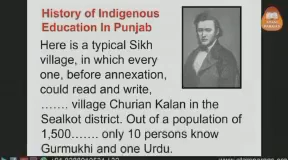 History of Indigenous
Education In Punjab
Here is a typical Sikh
village, in which every
one, before annexation,
could read and write,
....... village Churian Kalan in the
Sealkot district. Out of a population of
1,500....... only 10 persons know
Gurmukhi and one Urdu.